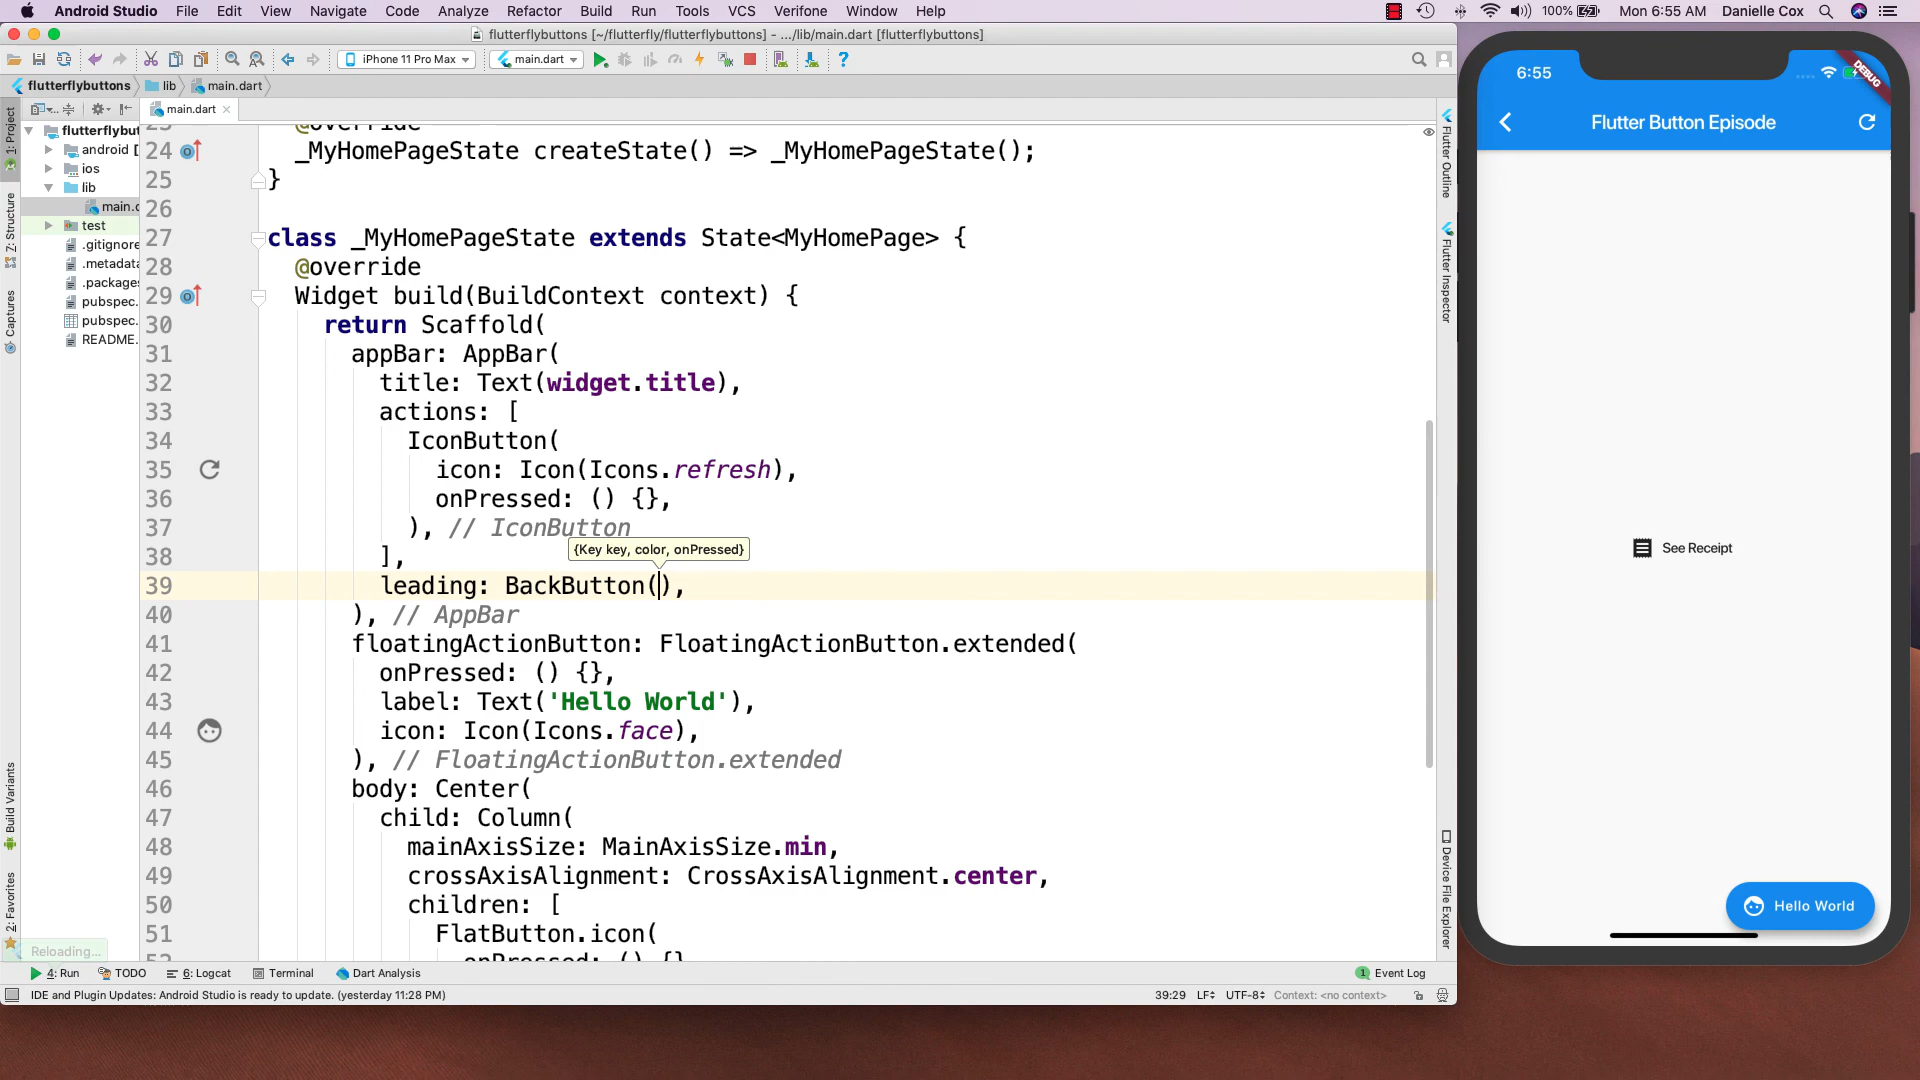 Android Studio File Edit View Navigate Code Analyze Refactor Build Run Tools VCS Verifone Window Help 100% Mon 6:55 AM Danielle Cox
flutterflybuttons [~/flutterfly/flutterflybuttons] - .../lib/main.dart [flutterflybuttons]
iPhone 11 Pro Max main.dart
flutterflybuttons lib main.dart
1: Project
Z: Structure
Captures
Build Variants
2: Favorites
flutterflybut
android [
ios
lib
main.d
test
.gitignore
.metadata
.packages
pubspec.
pubspec.
README.
main.dart
@override
24 _MyHomePageState createState() => _MyHomePageState();
25 }
26
27 class _MyHomePageState extends State<MyHomePage> {
28 @override
29 Widget build(BuildContext context) {
30 return Scaffold(
31 appBar: AppBar(
32 title: Text(widget.title),
33 actions: [
34 IconButton(
35 icon: Icon(Icons.refresh),
36 onPressed: () {},
37 ), // IconButton
{Key key, color, onPressed}
38 ],
39 leading: BackButton(),
40 ), // AppBar
41 floatingActionButton: FloatingActionButton.extended(
42 onPressed: () {},
43 label: Text('Hello World'),
44 icon: Icon(Icons.face),
45 ), // FloatingActionButton.extended
46 body: Center(
47 child: Column(
48 mainAxisSize: MainAxisSize.min,
49 crossAxisAlignment: CrossAxisAlignment.center,
50 children: [
51 FlatButton.icon(
onPressed: () {}
Reloading...
Flutter Outline
Flutter Inspector
Device File Explorer
4: Run TODO 6: Logcat Terminal Dart Analysis 1 Event Log
IDE and Plugin Updates: Android Studio is ready to update. (yesterday 11:28 PM) 39:29 LF UTF-8 Context: <no context>
6:55
DEBUG
Flutter Button Episode
See Receipt
Hello World